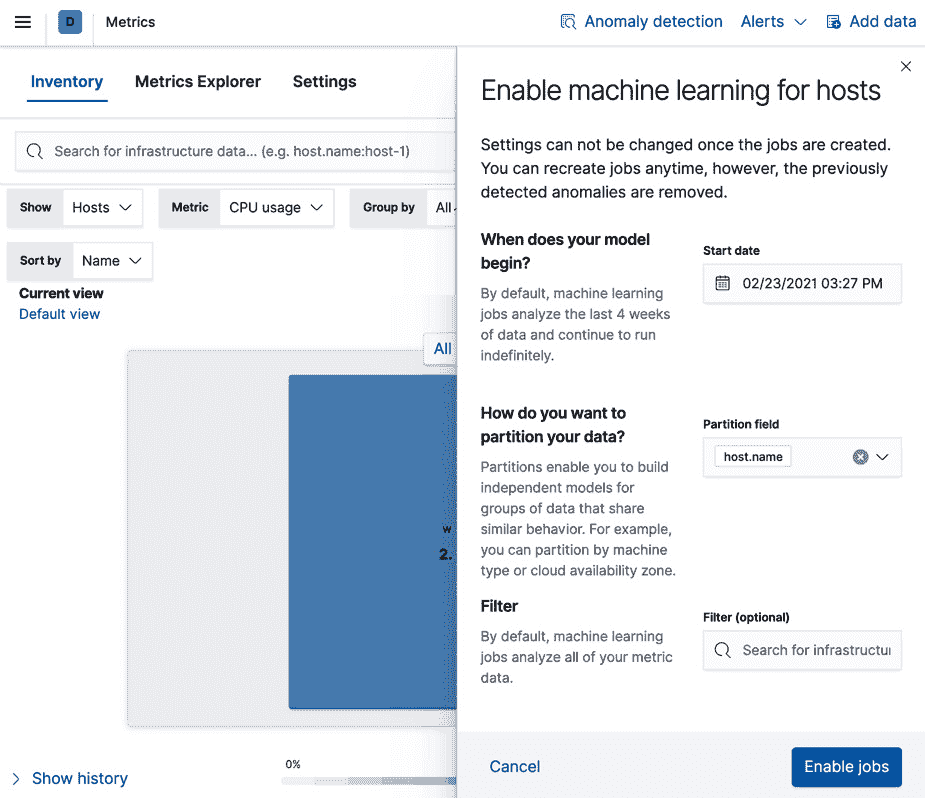 D Metrics Anomaly detection Alerts Add data
Inventory Metrics Explorer Settings
Search for infrastructure data... (e.g. host.name:host-1)
Show Hosts Metric CPU usage Group by All
Sort by Name
Current view
Default view
All
w
2.
0%
Show history
Enable machine learning for hosts
Settings can not be changed once the jobs are created.
You can recreate jobs anytime, however, the previously
detected anomalies are removed.
When does your model
begin?
By default, machine learning
jobs analyze the last 4 weeks
of data and continue to run
indefinitely.
Start date
02/23/2021 03:27 PM
How do you want to
partition your data?
Partitions enable you to build
independent models for
groups of data that share
similar behavior. For example,
you can partition by machine
type or cloud availability zone.
Partition field
host.name
Filter
By default, machine learning
jobs analyze all of your metric
data.
Filter (optional)
Search for infrastructu
Cancel Enable jobs